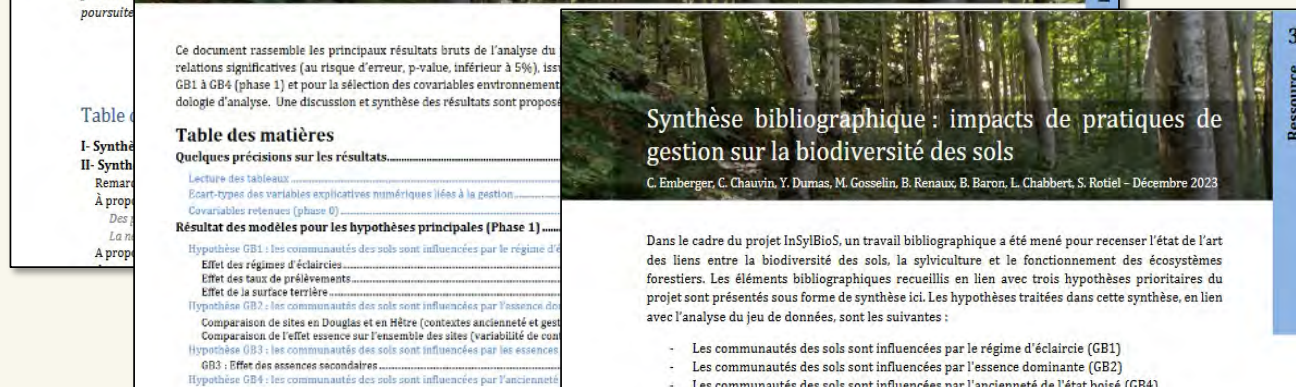 poursuite
Table
I- Synthè
II- Synth
Remar
À prop
Des
La n
A prop
Ce document rassemble les principaux résultats bruts de l'analyse du
relations significatives (au risque d'erreur, p-value, inférieur à 5%), iss
GB1 à GB4 (phase 1) et pour la sélection des covariables environnement
dologie d'analyse. Une discussion et synthèse des résultats sont proposé
Table des matières
Quelques précisions sur les résultats
Lecture des tableaux
Ecart-types des variables explicatives numériques liées à la gestion
Covariables retenues (phase 0)
Résultat des modèles pour les hypothèses principales (Phase 1)
Hypothèse GB1 : les communautés des sols sont influencées par le régime d'é
Effet des régimes d'éclaircies
Effet des taux de prélèvements
Effet de la surface terrière
Hypothèse GB2 : les communautés des sols sont influencées par l'essence do
Comparaison de sites en Douglas et en Hêtre (contextes ancienneté et gest
Comparaison de l'effet essence sur l'ensemble des sites (variabilité de con
Hypothèse GB3 : les communautés des sols sont influencées par les essences
GB3 : Effet des essences secondaires
Hypothèse GB4 : les communautés des sols sont influencées par l'ancienneté
Ressource 3
Synthèse bibliographique : impacts de pratiques de
gestion sur la biodiversité des sols
C. Emberger, C. Chauvin, Y. Dumas, M. Gosselin, B. Renaux, B. Baron, L. Chabbert, S. Rotiel – Décembre 2023
Dans le cadre du projet InSylBioS, un travail bibliographique a été mené pour recenser l'état de l'art
des liens entre la biodiversité des sols, la sylviculture et le fonctionnement des écosystèmes
forestiers. Les éléments bibliographiques recueillis en lien avec trois hypothèses prioritaires du
projet sont présentés sous forme de synthèse ici. Les hypothèses traitées dans cette synthèse, en lien
avec l'analyse du jeu de données, sont les suivantes :
- Les communautés des sols sont influencées par le régime d'éclaircie (GB1)
- Les communautés des sols sont influencées par l'essence dominante (GB2)
- Les communautés des sols sont influencées par l'ancienneté de l'état boisé (GB4)